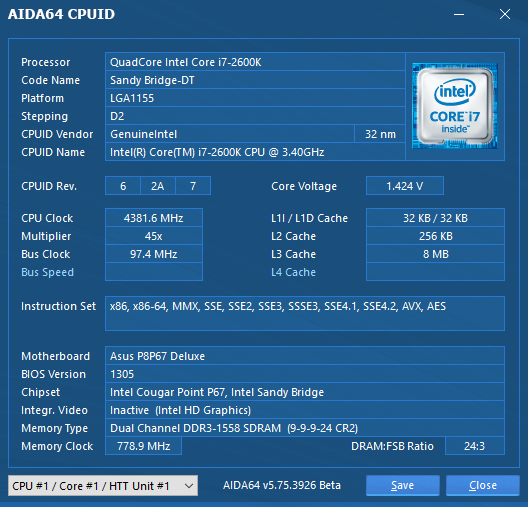 AIDA64 CPUID
Processor QuadCore Intel Core i7-2600K
Code Name Sandy Bridge-DT
Platform LGA1155
Stepping D2
CPUID Vendor GenuineIntel 32 nm
CPUID Name Intel(R) Core(TM) i7-2600K CPU @ 3.40GHz
intel
CORE i7
inside™
CPUID Rev. 6 2A 7 Core Voltage 1.424 V
CPU Clock 4381.6 MHz L1I / L1D Cache 32 KB / 32 KB
Multiplier 45x L2 Cache 256 KB
Bus Clock 97.4 MHz L3 Cache 8 MB
Bus Speed L4 Cache
Instruction Set x86, x86-64, MMX, SSE, SSE2, SSE3, SSSE3, SSE4.1, SSE4.2, AVX, AES
Motherboard Asus P8P67 Deluxe
BIOS Version 1305
Chipset Intel Cougar Point P67, Intel Sandy Bridge
Integr. Video Inactive (Intel HD Graphics)
Memory Type Dual Channel DDR3-1558 SDRAM (9-9-9-24 CR2)
Memory Clock 778.9 MHz DRAM:FSB Ratio 24:3
CPU #1 / Core #1 / HTT Unit #1 AIDA64 v5.75.3926 Beta Save Close